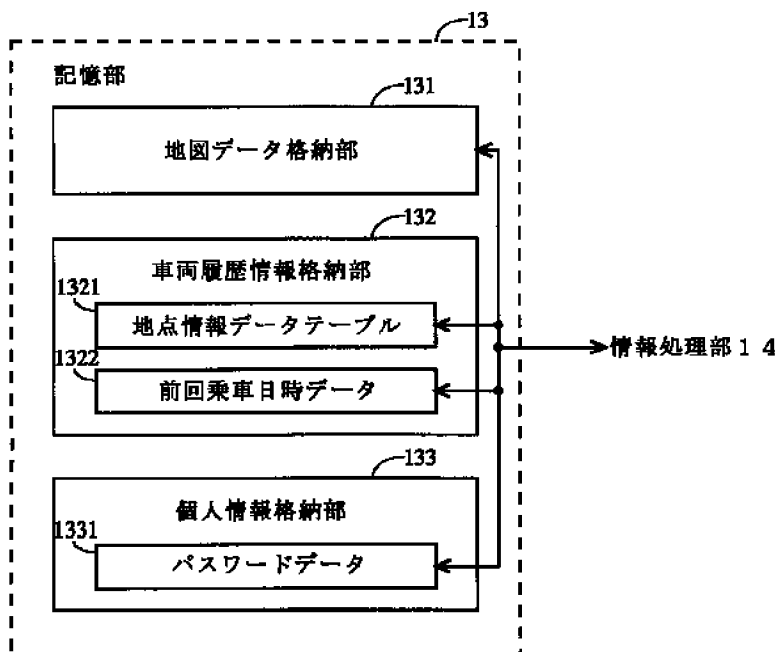 13
記憶部
131
地図データ格納部
132
車両履歴情報格納部
1321
地点情報データテーブル
1322
前回乗車日時データ
情報処理部14
133
個人情報格納部
1331
パスワードデータ